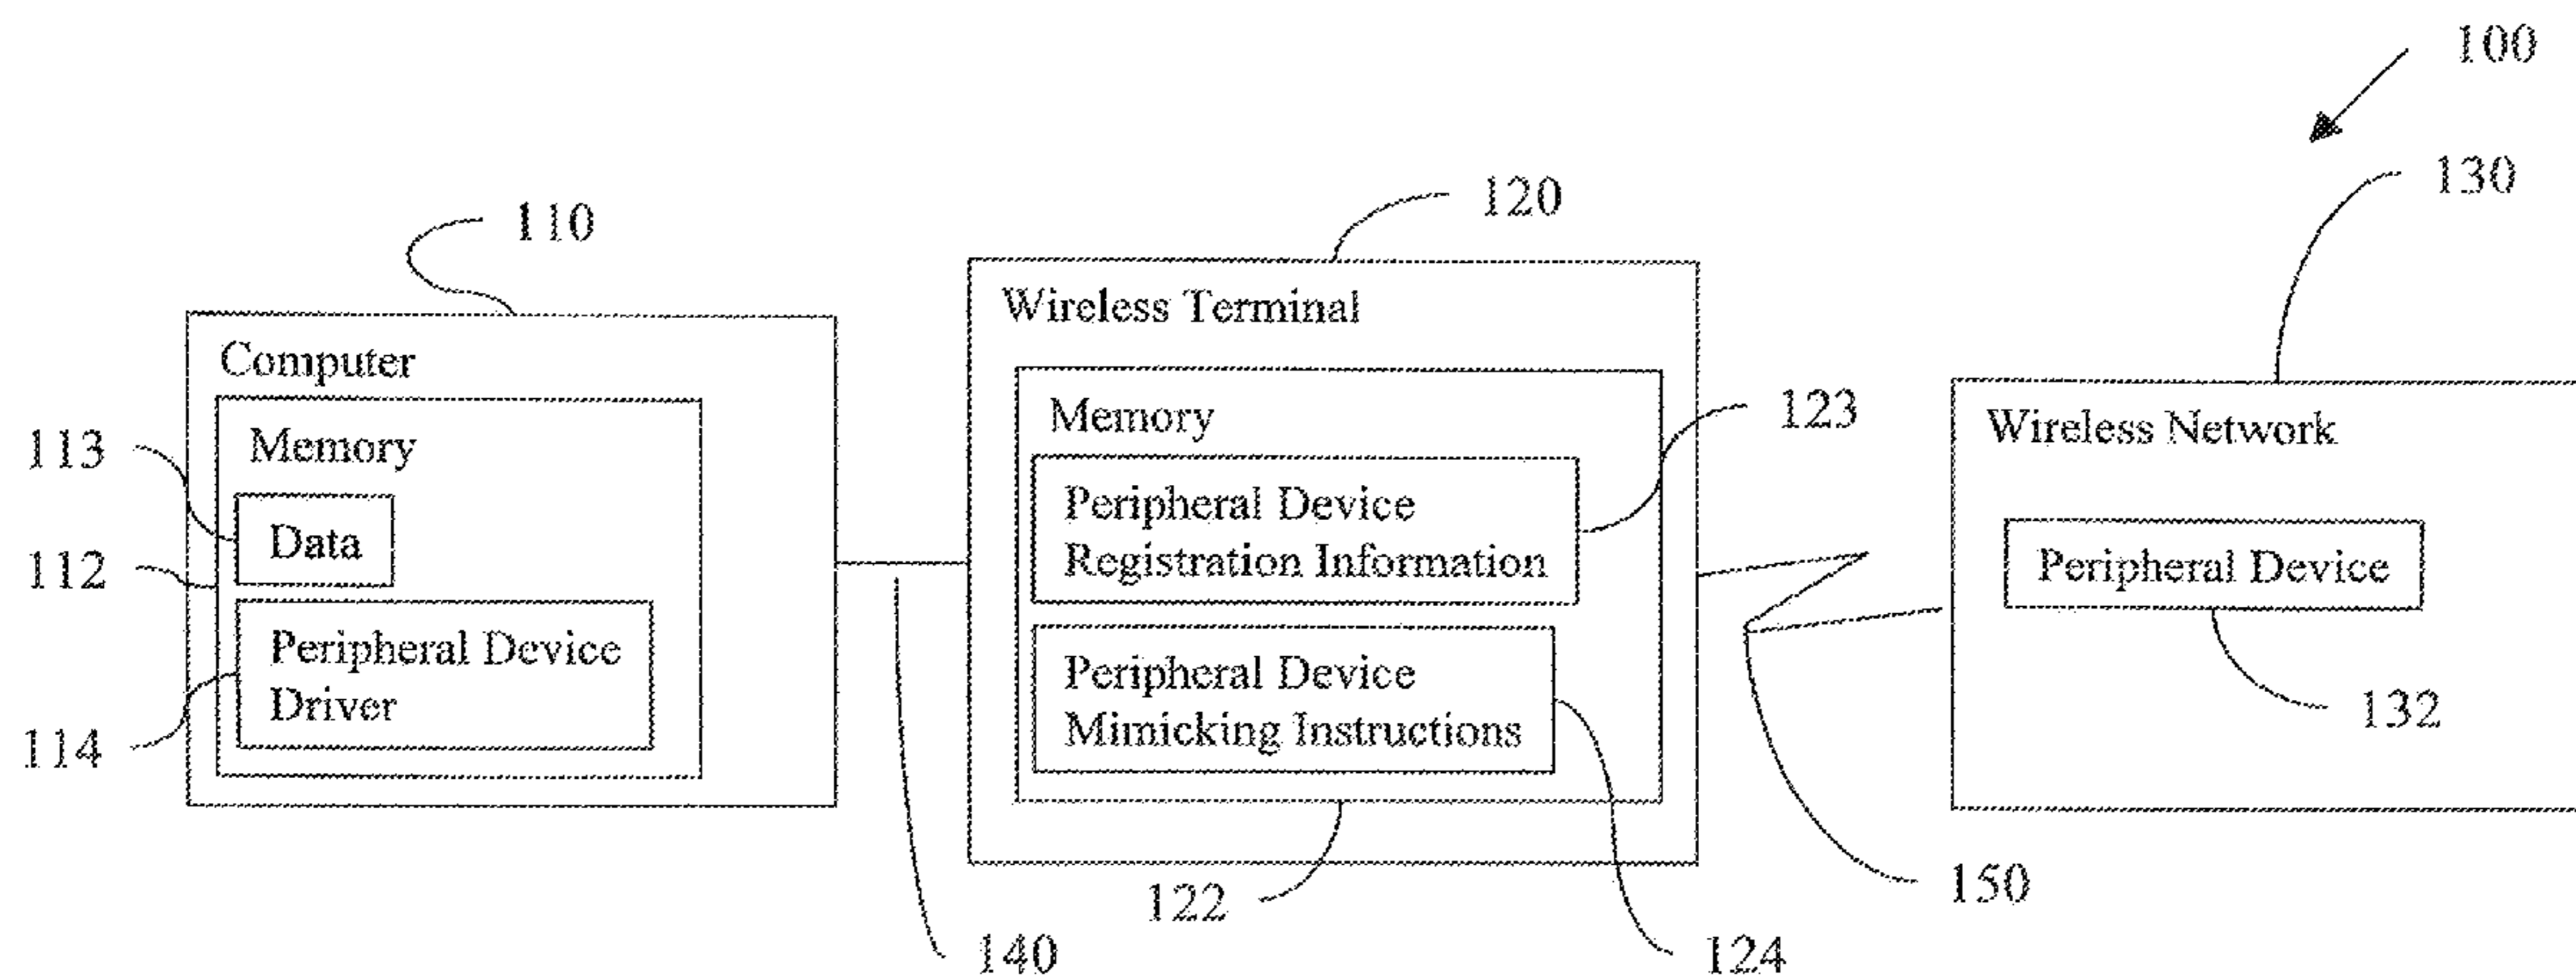 100
130
120
110
Wireless Terminal
Computer
Memory
123
Wireless Network
Memory
113
Peripheral Device
Registration Information
Data
Peripheral Device
112
Peripheral Device
Driver
Peripheral Device
Mimicking Instructions
132
114
150
122
140
124